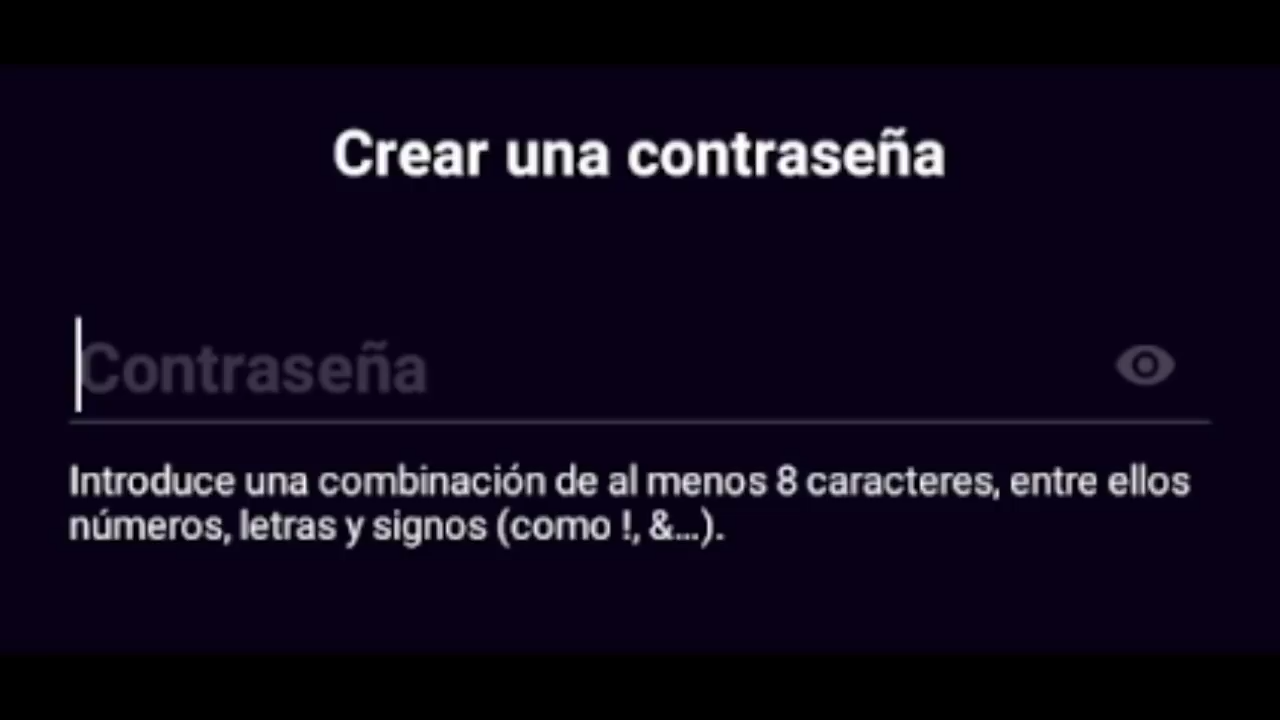 Crear una contraseña
Contraseña
Introduce una combinación de al menos 8 caracteres, entre ellos
números, letras y signos (como !, &...).